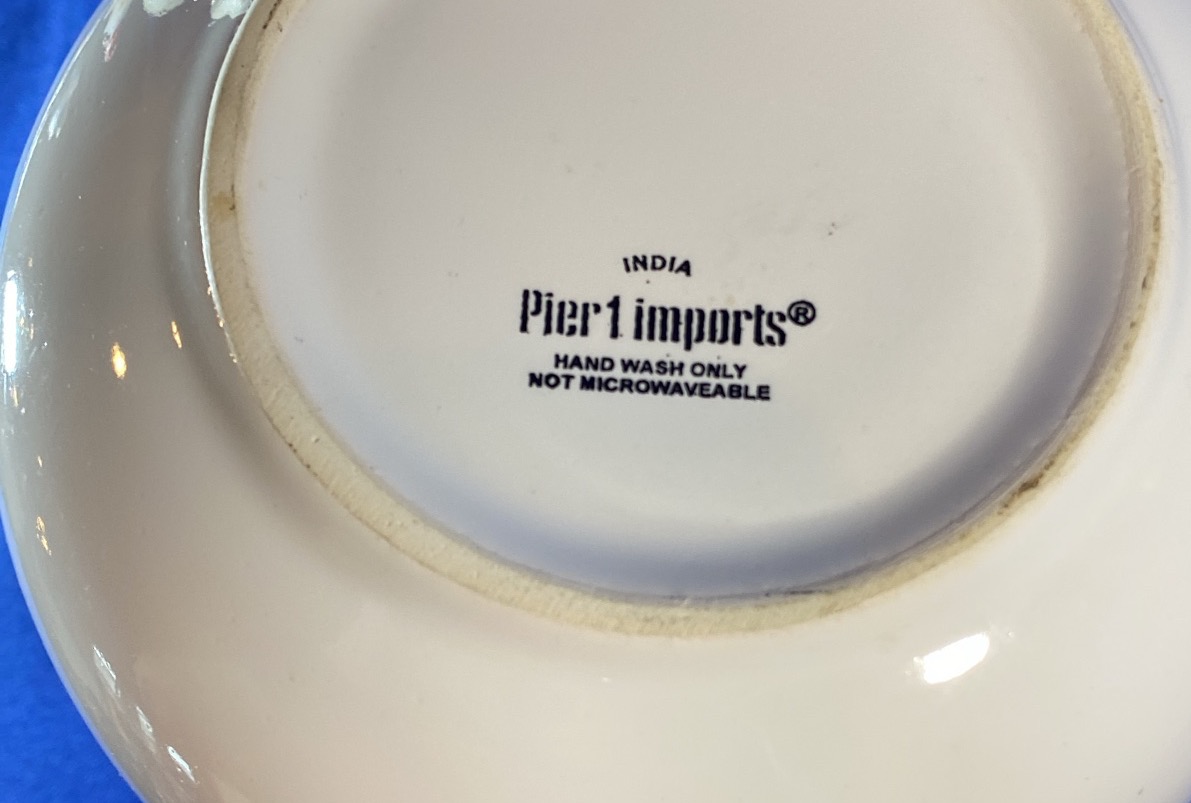 INDIA
Pier 1 imports®
HAND WASH ONLY
NOT MICROWAVEABLE